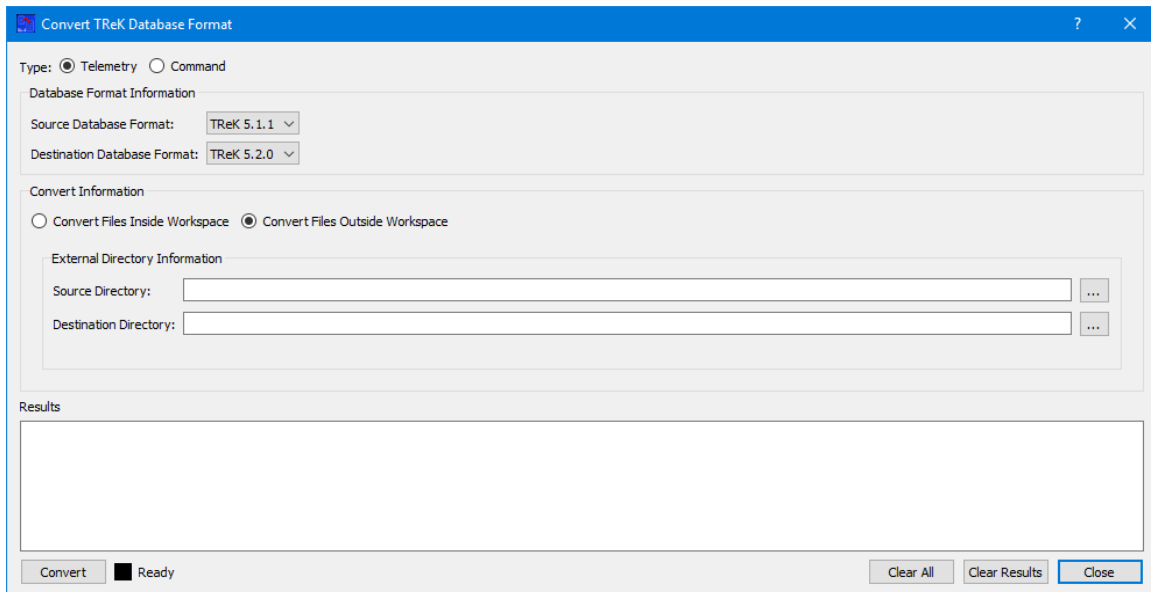 Convert TReK Database Format ?
Type: Telemetry Command
Database Format Information
Source Database Format: TReK 5.1.1
Destination Database Format: TReK 5.2.0
Convert Information
Convert Files Inside Workspace Convert Files Outside Workspace
External Directory Information
Source Directory: ...
Destination Directory: ...
Results
Convert Ready Clear All Clear Results Close